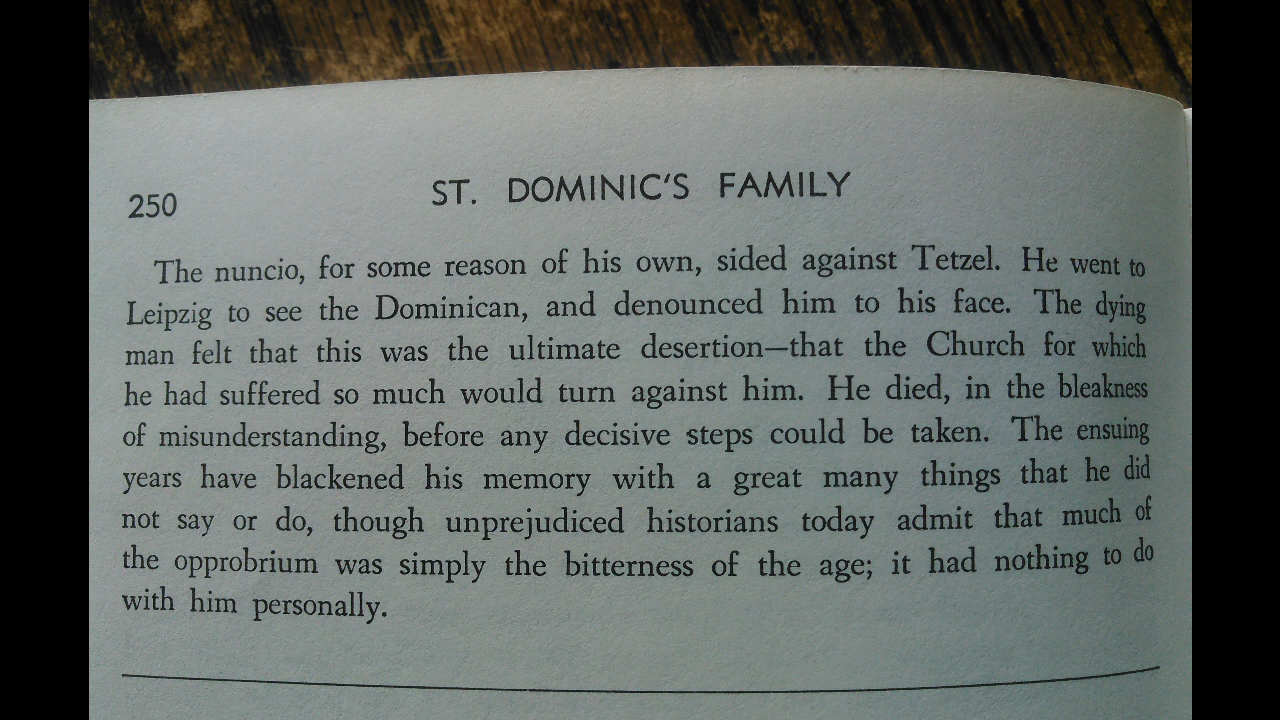 250
ST. DOMINIC'S FAMILY
The nuncio, for some reason of his own, sided against Tetzel. He went to
Leipzig to see the Dominican, and denounced him to his face. The dying
man felt that this was the ultimate desertion—that the Church for which
he had suffered so much would turn against him. He died, in the bleakness
of misunderstanding, before any decisive steps could be taken. The ensuing
years have blackened his memory with a great many things that he did
not say or do, though unprejudiced historians today admit that much of
the opprobrium was simply the bitterness of the age; it had nothing to do
with him personally.